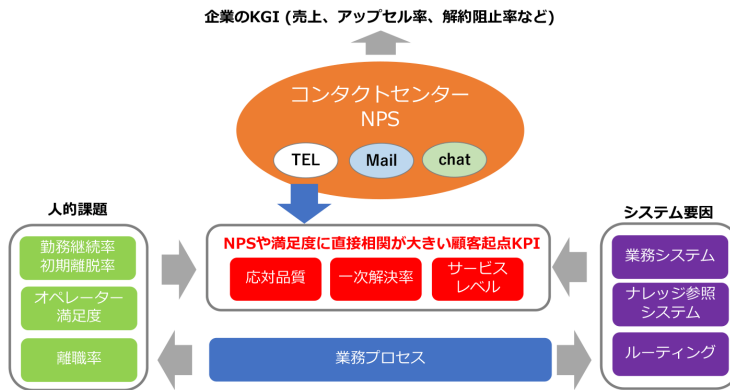 企業のKGI (売上、アップセル率、解約阻止率など)
コンタクトセンター
NPS
TEL
Mail
chat
人的課題
勤務継続率
初期離脱率
オペレーター
満足度
離職率
NPSや満足度に直接相関が大きい顧客起点KPI
応対品質
一次解決率
サービス
レベル
業務プロセス
システム要因
業務システム
ナレッジ参照
システム
ルーティング